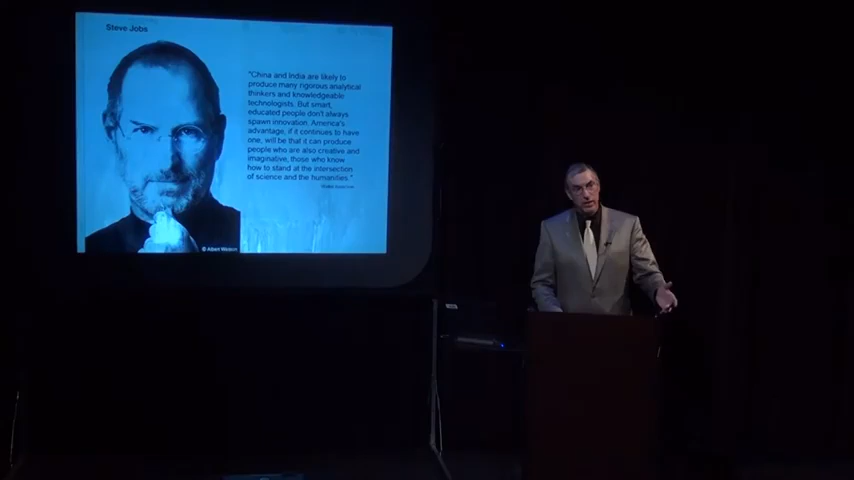 Steve Jobs
"China and India are likely to
produce many rigorous analytical
thinkers and knowledgeable
technologists. But smart,
educated people don't always
spawn innovation. America's
advantage, if it continues to have
one, will be that it can produce
people who are also creative and
imaginative, those who know
how to stand at the intersection
of science and the humanities."
© Albert Watson